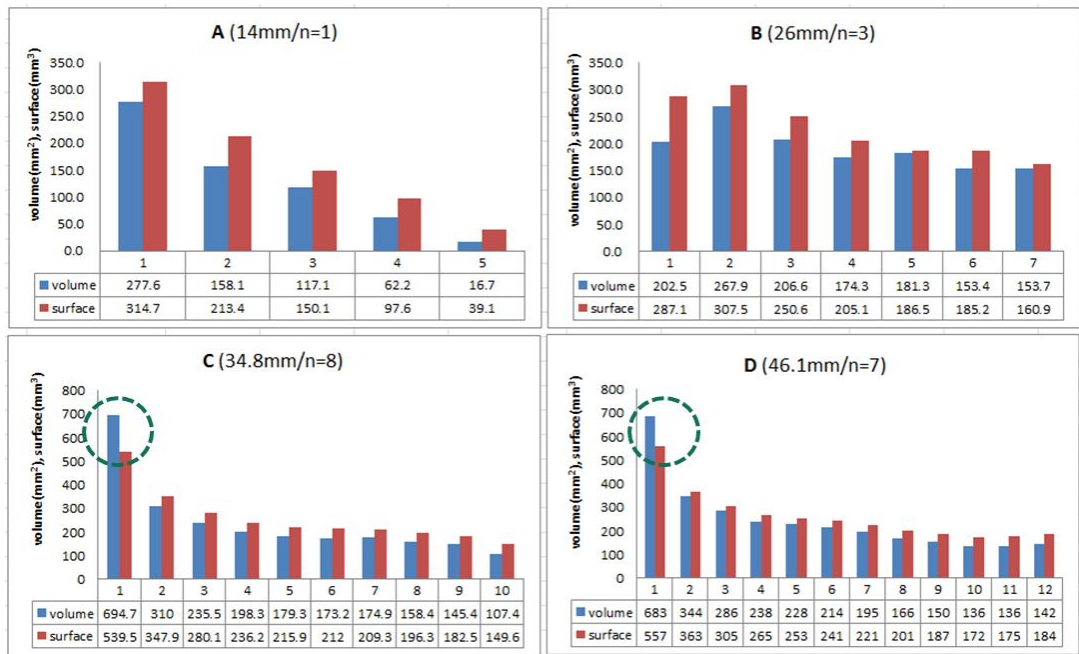 A (14mm/n=1)
volume(mm²), surface(mm³)
350.0
300.0
250.0
200.0
150.0
100.0
50.0
0.0
1 2 3 4 5
volume 277.6 158.1 117.1 62.2 16.7
surface 314.7 213.4 150.1 97.6 39.1
B (26mm/n=3)
volume(mm²), surface(mm³)
350.0
300.0
250.0
200.0
150.0
100.0
50.0
0.0
1 2 3 4 5 6 7
volume 202.5 267.9 206.6 174.3 181.3 153.4 153.7
surface 287.1 307.5 250.6 205.1 186.5 185.2 160.9
C (34.8mm/n=8)
volume(mm²), surface(mm³)
800
700
600
500
400
300
200
100
0
1 2 3 4 5 6 7 8 9 10
volume 694.7 310 235.5 198.3 179.3 173.2 174.9 158.4 145.4 107.4
surface 539.5 347.9 280.1 236.2 215.9 212 209.3 196.3 182.5 149.6
D (46.1mm/n=7)
volume(mm²), surface(mm³)
800
700
600
500
400
300
200
100
0
1 2 3 4 5 6 7 8 9 10 11 12
volume 683 344 286 238 228 214 195 166 150 136 136 142
surface 557 363 305 265 253 241 221 201 187 172 175 184